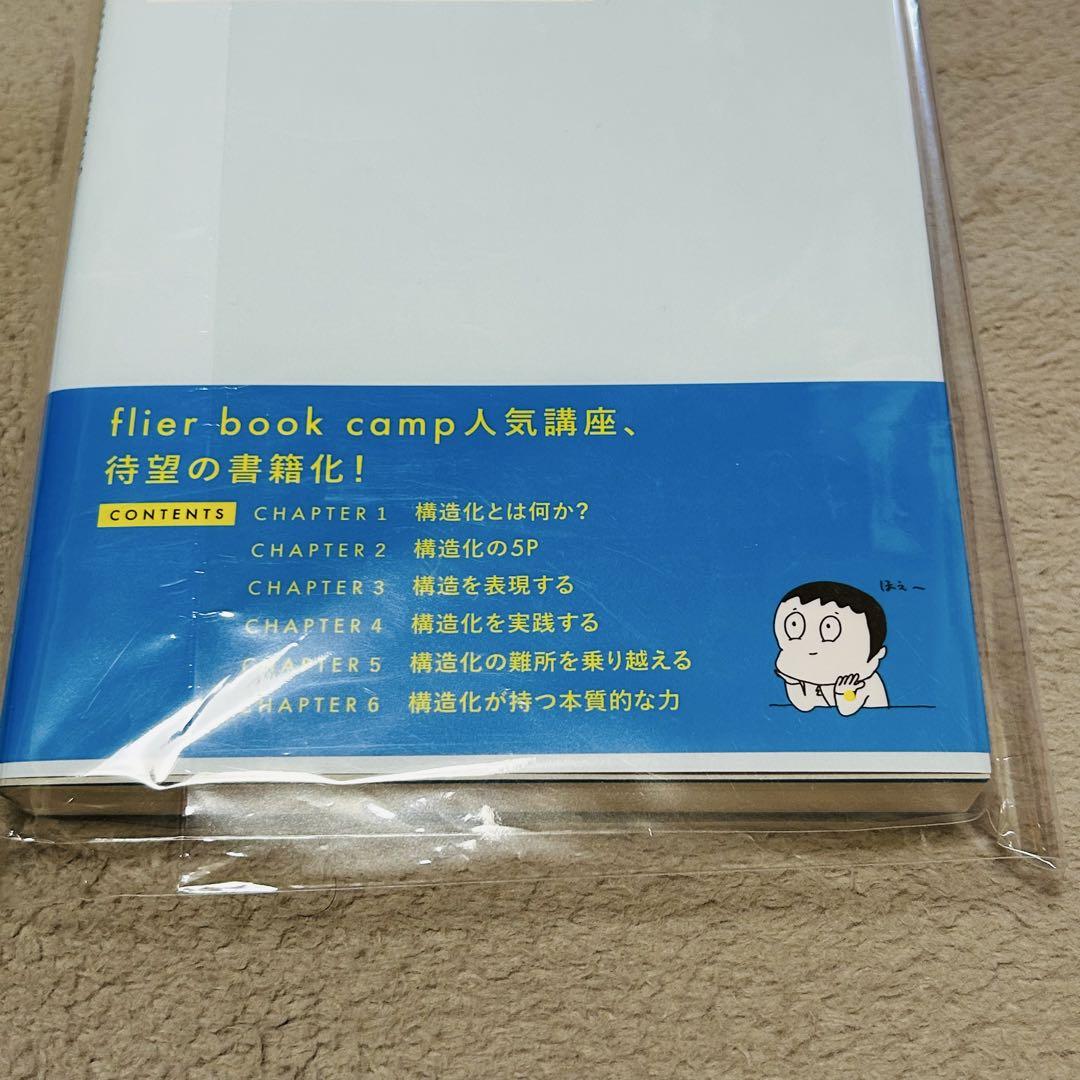 flier book camp人気講座、
待望の書籍化！
CONTENTS CHAPTER 1 構造化とは何か？
CHAPTER 2 構造化の5P
CHAPTER 3 構造を表現する
CHAPTER 4 構造化を実践する
CHAPTER 5 構造化の難所を乗り越える
CHAPTER 6 構造化が持つ本質的な力
ほぇ〜